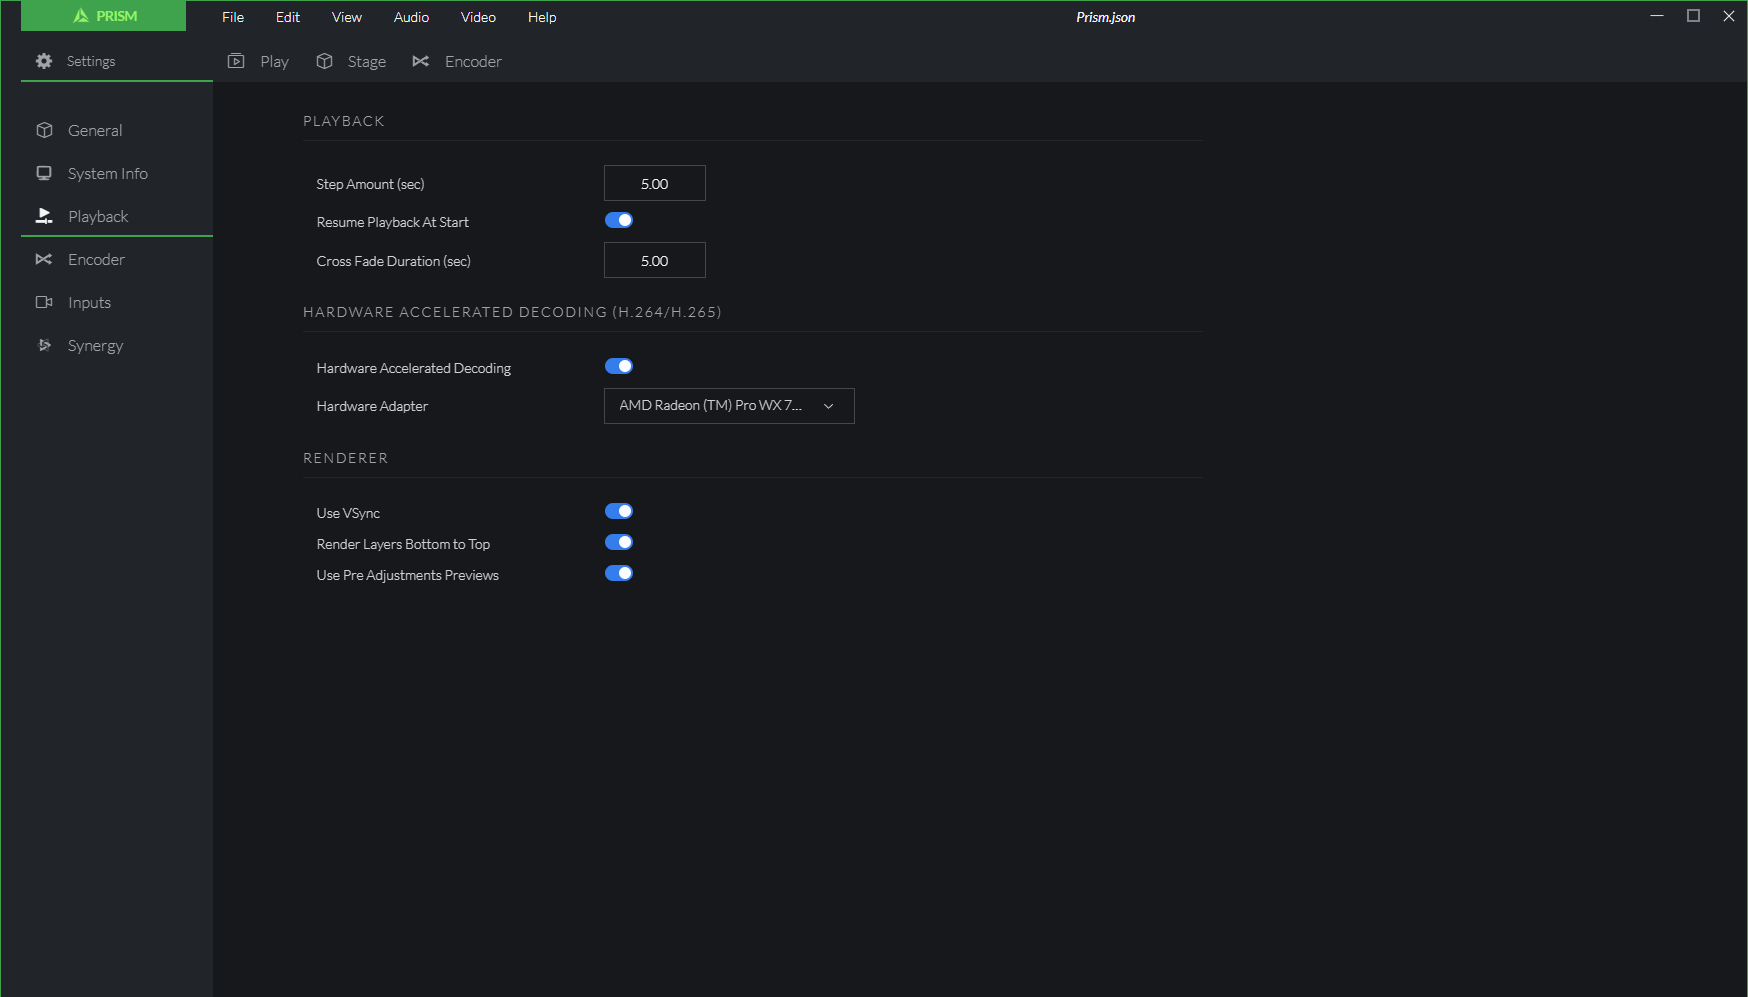 PRISM File Edit View Audio Video Help Prism.json
Settings Play Stage Encoder
General
System Info
Playback
Encoder
Inputs
Synergy
PLAYBACK
Step Amount (sec) 5.00
Resume Playback At Start
Cross Fade Duration (sec) 5.00
HARDWARE ACCELERATED DECODING (H.264/H.265)
Hardware Accelerated Decoding
Hardware Adapter AMD Radeon (TM) Pro WX 7...
RENDERER
Use VSync
Render Layers Bottom to Top
Use Pre Adjustments Previews